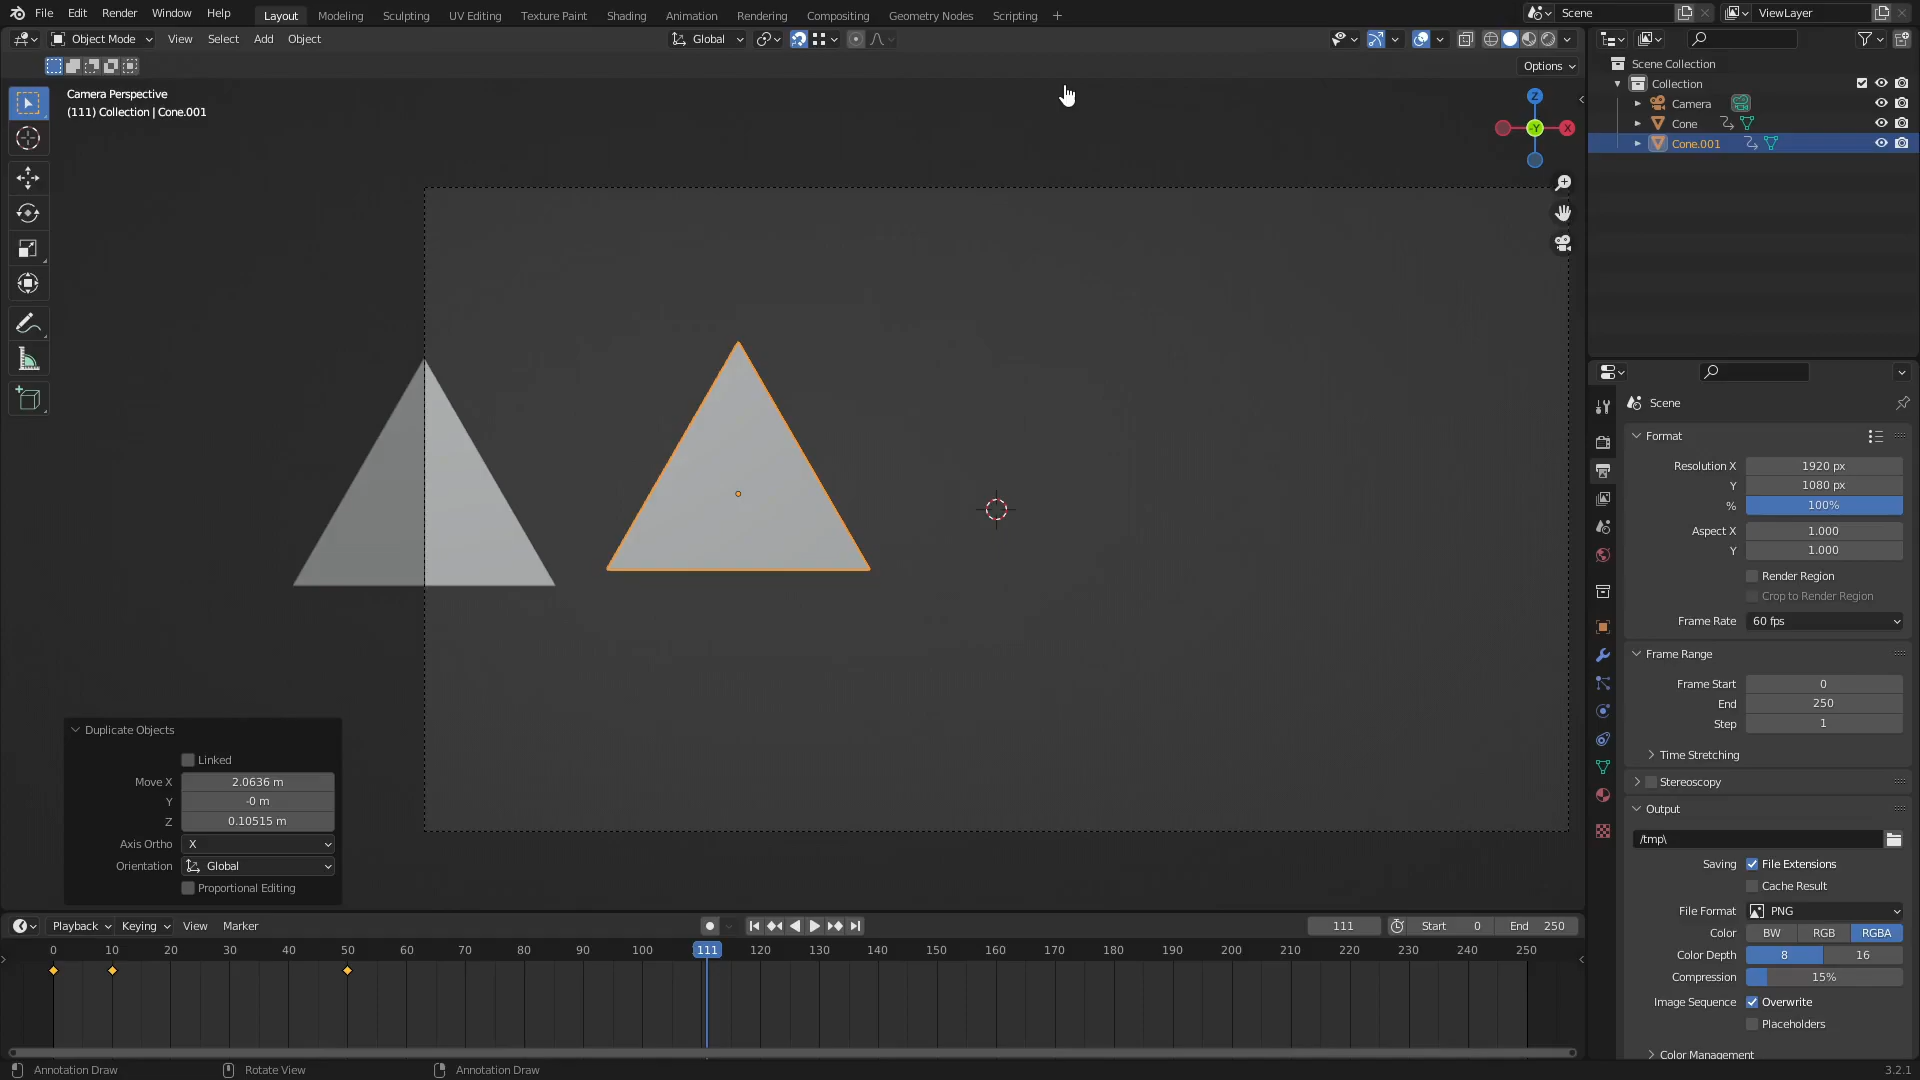 File Edit Render Window Help Layout Modeling Sculpting UV Editing Texture Paint Shading Animation Rendering Compositing Geometry Nodes Scripting + Scene ViewLayer
Object Mode View Select Add Object Global
Options
Camera Perspective
(111) Collection | Cone.001
Z
-Y X
Scene Collection
Collection
Camera
Cone
Cone.001
Scene
Format
Resolution X 1920 px
Y 1080 px
% 100%
Aspect X 1.000
Y 1.000
Render Region
Crop to Render Region
Frame Rate 60 fps
Frame Range
Frame Start 0
End 250
Step 1
Time Stretching
Stereoscopy
Output
/tmp\
Saving File Extensions
Cache Result
File Format PNG
Color BW RGB RGBA
Color Depth 8 16
Compression 15%
Image Sequence Overwrite
Placeholders
Color Management
Duplicate Objects
Linked
Move X 2.0636 m
Y -0 m
Z 0.10515 m
Axis Ortho X
Orientation Global
Proportional Editing
Playback Keying View Marker 111 Start 0 End 250
0 10 20 30 40 50 60 70 80 90 100 111 120 130 140 150 160 170 180 190 200 210 220 230 240 250
Annotation Draw Rotate View Annotation Draw 3.2.1